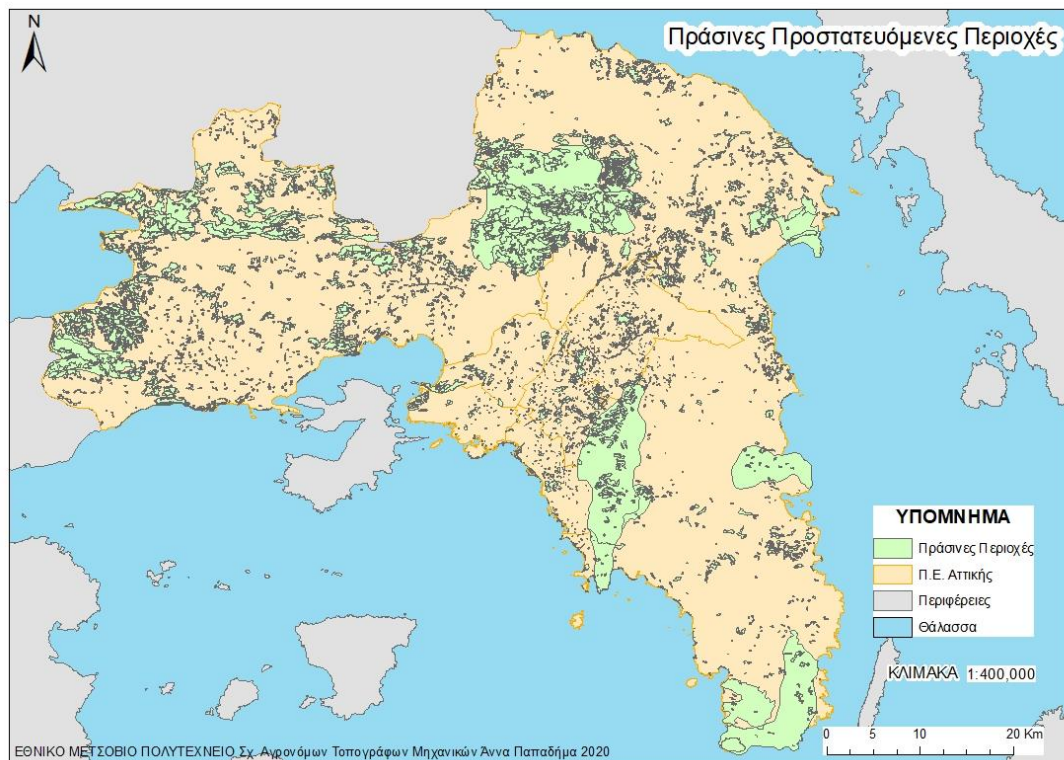 N
Πράσινες Προστατευόμενες Περιοχές
ΥΠΟΜΝΗΜΑ
Πράσινες Περιοχές
Π.Ε. Αττικής
Περιφέρειες
Θάλασσα
ΚΛΙΜΑΚΑ 1:400,000
0 5 10 20 Km
ΕΘΝΙΚΟ ΜΕΤΣΟΒΙΟ ΠΟΛΥΤΕΧΝΕΙΟ Σχ. Αγρονόμων Τοπογράφων Μηχανικών Άννα Παπαδήμα 2020